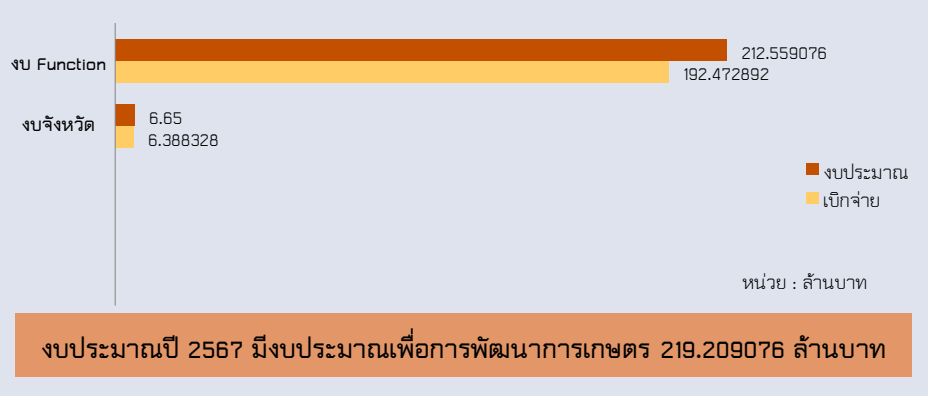 งบ Function
212.559076
192.472892
งบจังหวัด
6.65
6.388328
งบประมาณ
เบิกจ่าย
หน่วย : ล้านบาท
งบประมาณปี 2567 มีงบประมาณเพื่อการพัฒนาการเกษตร 219.209076 ล้านบาท